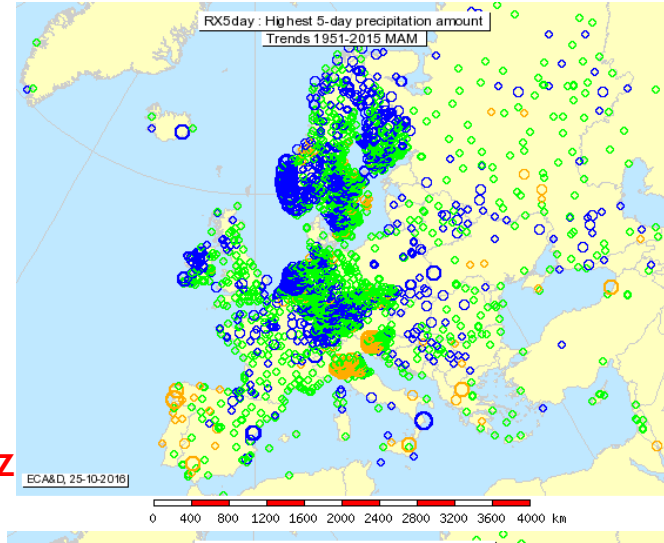 RX5day : Highest 5-day precipitation amount
Trends 1951-2015 MAM
z
ECA&D, 25-10-2016
0 400 800 1200 1600 2000 2400 2800 3200 3600 4000 km